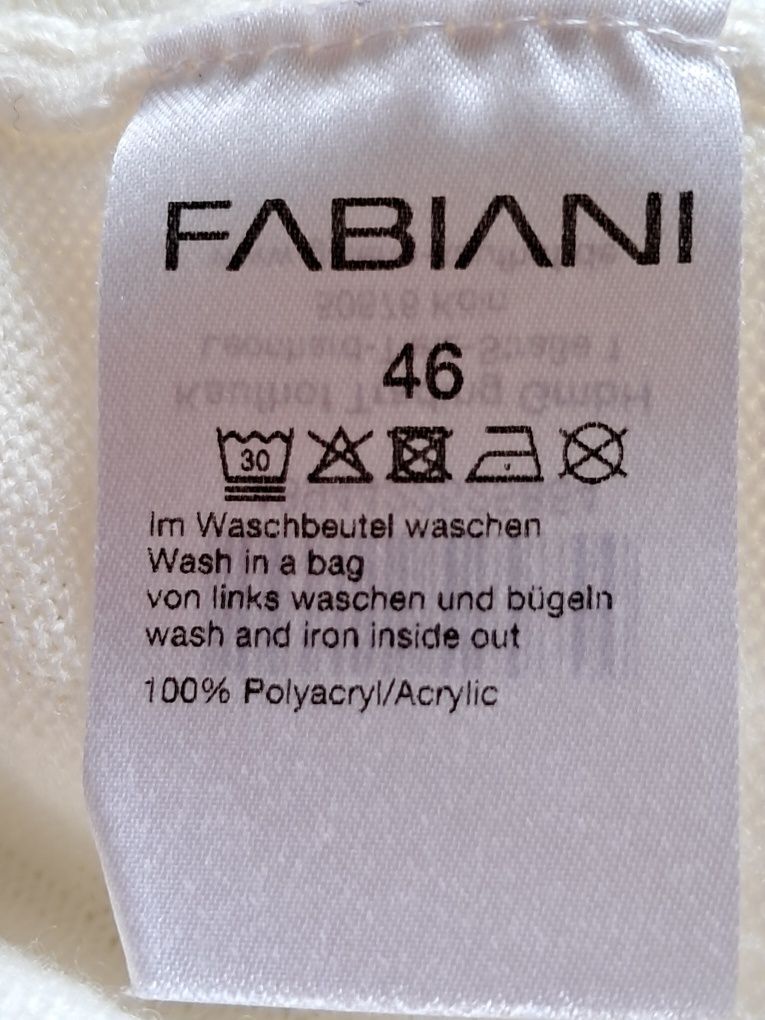 FABIANI
46
30
Im Waschbeutel waschen
Wash in a bag
von links waschen und bügeln
wash and iron inside out
100% Polyacryl/Acrylic